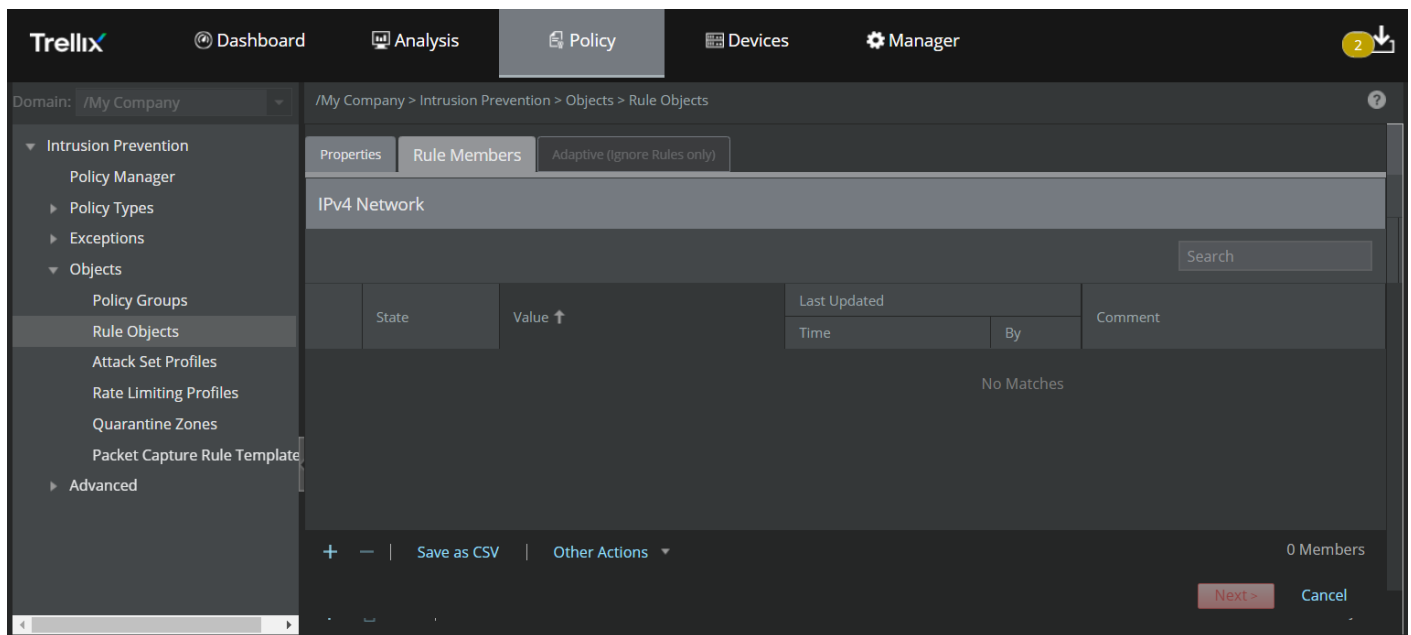 Trellix Dashboard Analysis Policy Devices Manager 2
Domain: /My Company
/My Company > Intrusion Prevention > Objects > Rule Objects ?
Intrusion Prevention
Policy Manager
Policy Types
Exceptions
Objects
Policy Groups
Rule Objects
Attack Set Profiles
Rate Limiting Profiles
Quarantine Zones
Packet Capture Rule Template
Advanced
Properties Rule Members Adaptive (Ignore Rules only)
IPv4 Network
Search
State Value Last Updated Comment
Time By
No Matches
+ − | Save as CSV | Other Actions 0 Members
Next > Cancel